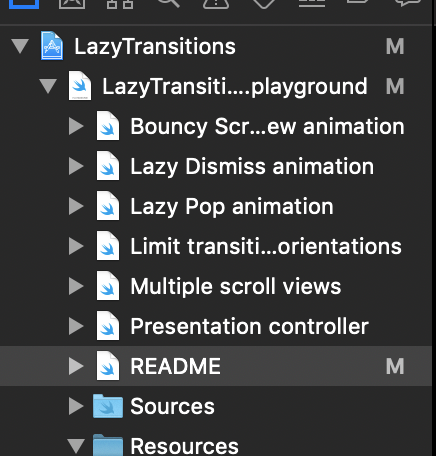 LazyTransitions M
LazyTransiti....playground M
Bouncy Scr...ew animation
Lazy Dismiss animation
Lazy Pop animation
Limit transiti...orientations
Multiple scroll views
Presentation controller
README M
Sources
Resources